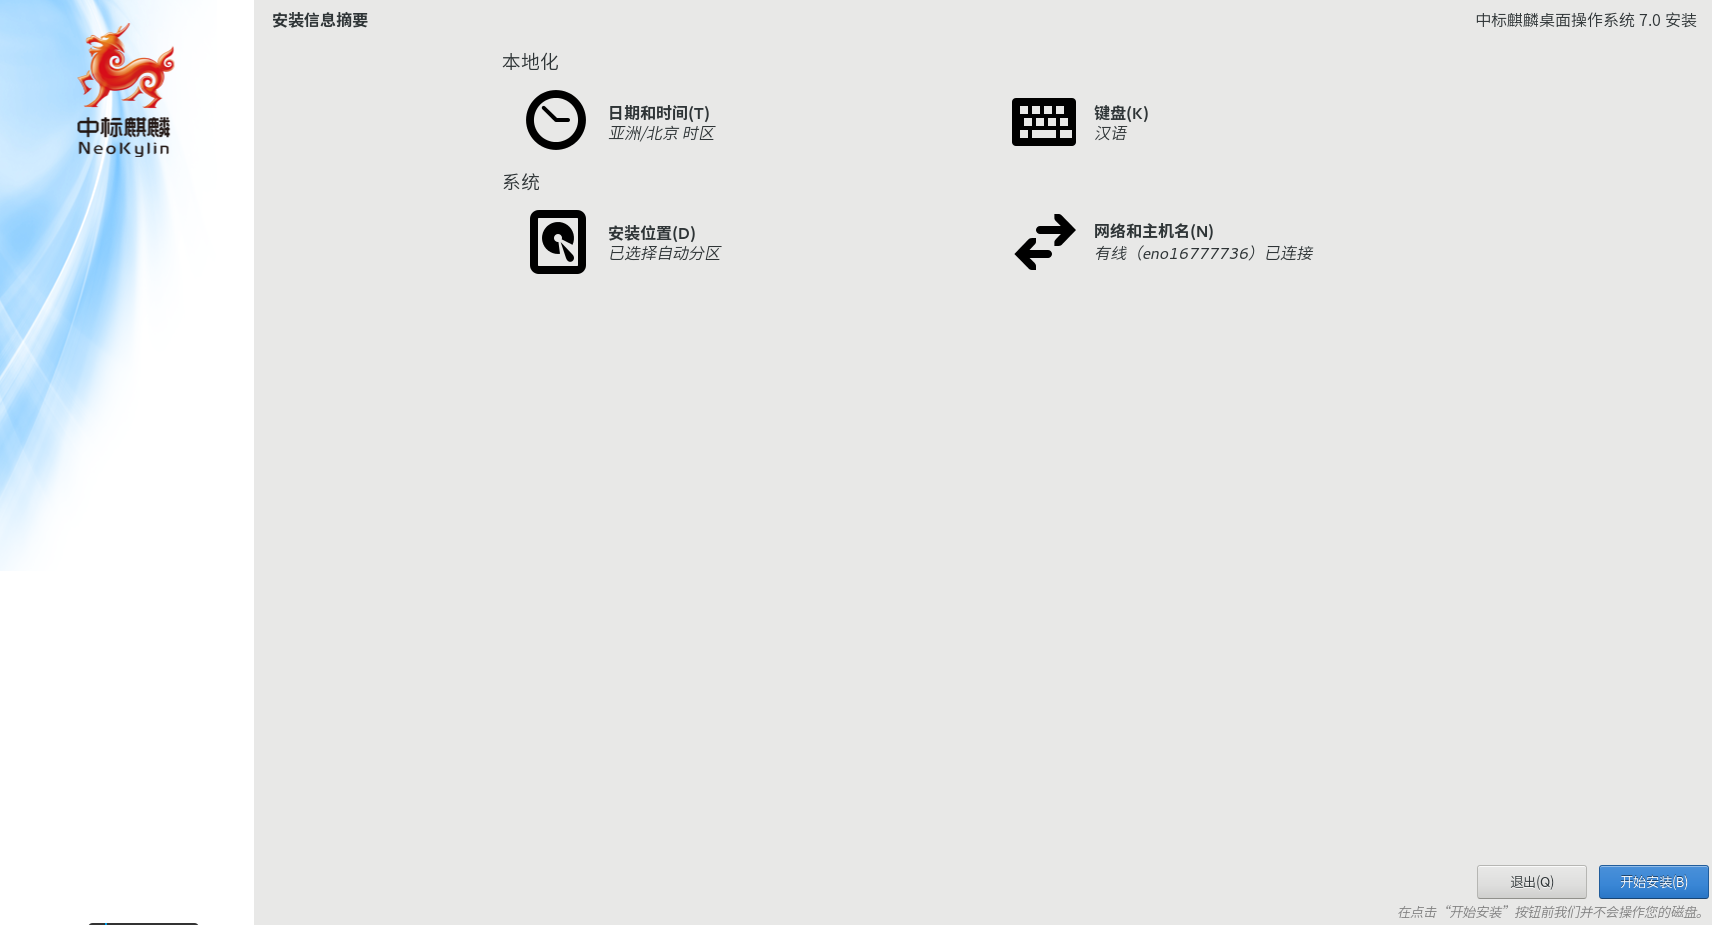 中标麒麟
NeoKylin
安装信息摘要
中标麒麟桌面操作系统 7.0 安装
本地化
日期和时间(T)
亚洲/北京 时区
键盘(K)
汉语
系统
安装位置(D)
已选择自动分区
网络和主机名(N)
有线（eno16777736）已连接
退出(Q)
开始安装(B)
在点击“开始安装”按钮前我们并不会操作您的磁盘。